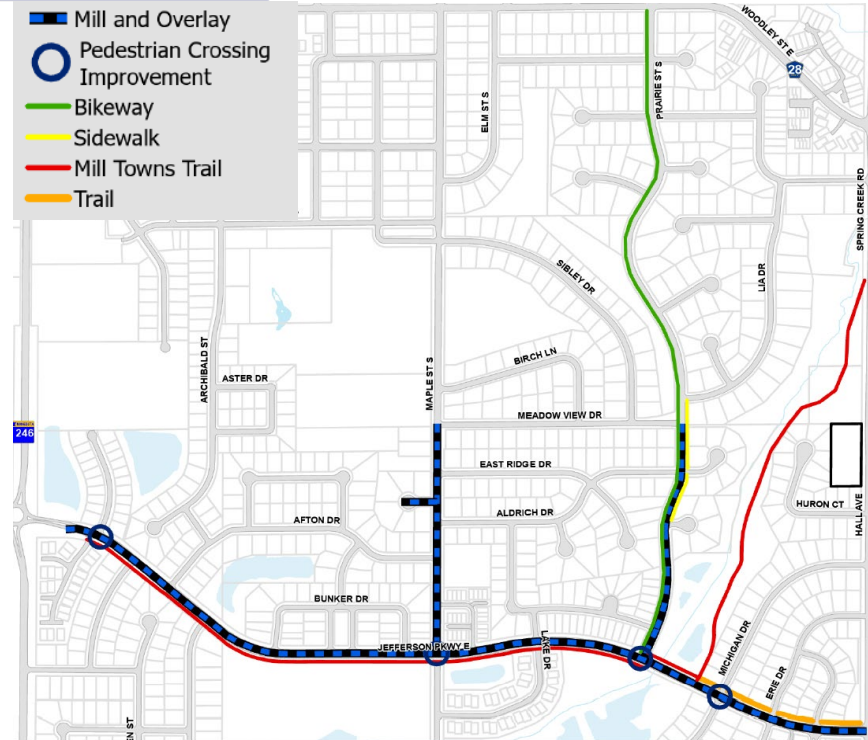 Mill and Overlay
Pedestrian Crossing
Improvement
Bikeway
Sidewalk
Mill Towns Trail
Trail
WOODLEY ST E
28
ELM ST S
PRAIRIE ST S
SPRING CREEK RD
SIBLEY DR
LIA DR
ARCHIBALD ST
MAPLE ST S
BIRCH LN
ASTER DR
MEADOW VIEW DR
246
EAST RIDGE DR
HURON CT
HALL AVE
ALDRICH DR
AFTON DR
BUNKER DR
JEFFERSON PKWY E
LAKE DR
MICHIGAN DR
ERIE DR
EN ST